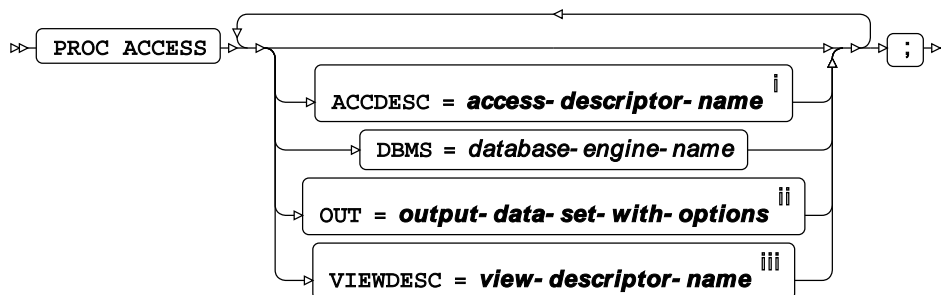 PROC ACCESS ;
ACCDESC = access-descriptor-name i
DBMS = database-engine-name
OUT = output-data-set-with-options ii
VIEWDESC = view-descriptor-name iii